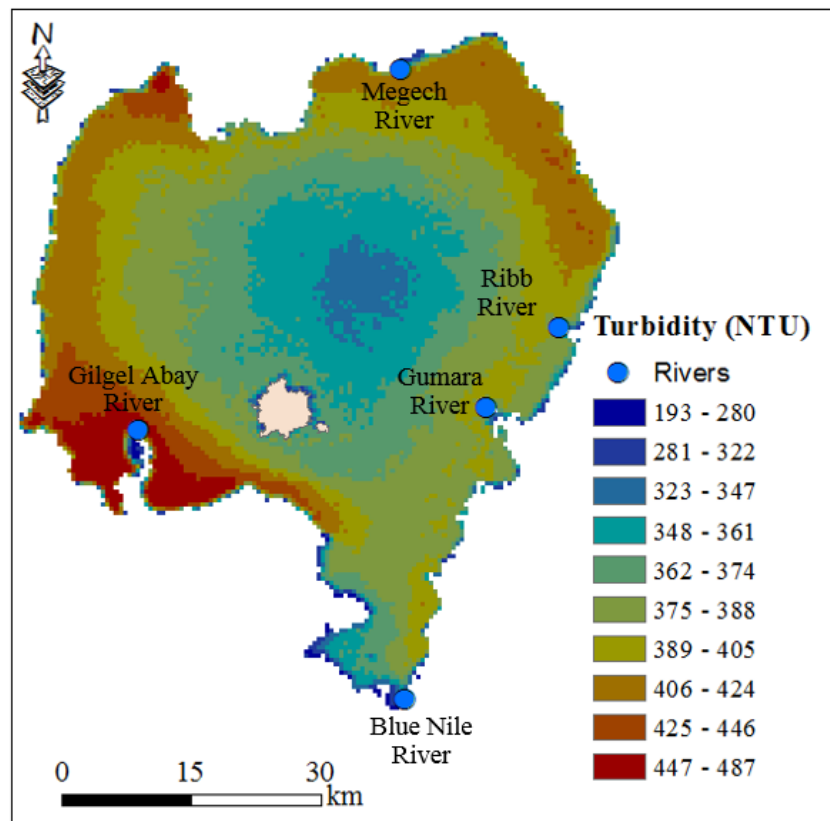 N
Megech
River
Ribb
River
Gilgel Abay
River
Gumara
River
Blue Nile
River
Turbidity (NTU)
Rivers
193 - 280
281 - 322
323 - 347
348 - 361
362 - 374
375 - 388
389 - 405
406 - 424
425 - 446
447 - 487
0 15 30
km